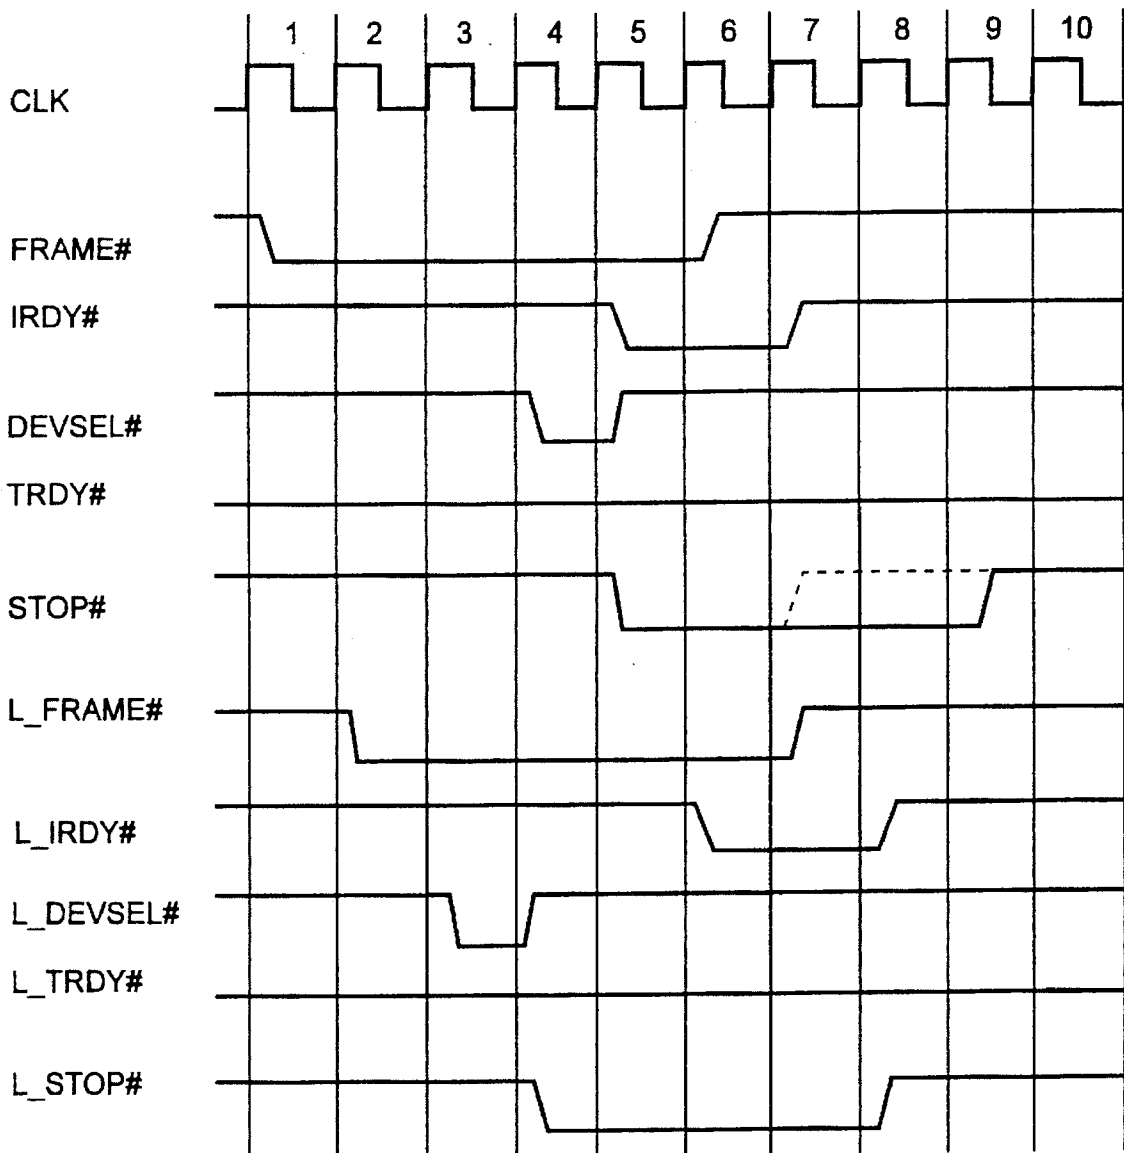 1 2 3 4 5 6 7 8 9 10
CLK
FRAME#
IRDY#
DEVSEL#
TRDY#
STOP#
L_FRAME#
L_IRDY#
L_DEVSEL#
L_TRDY#
L_STOP#